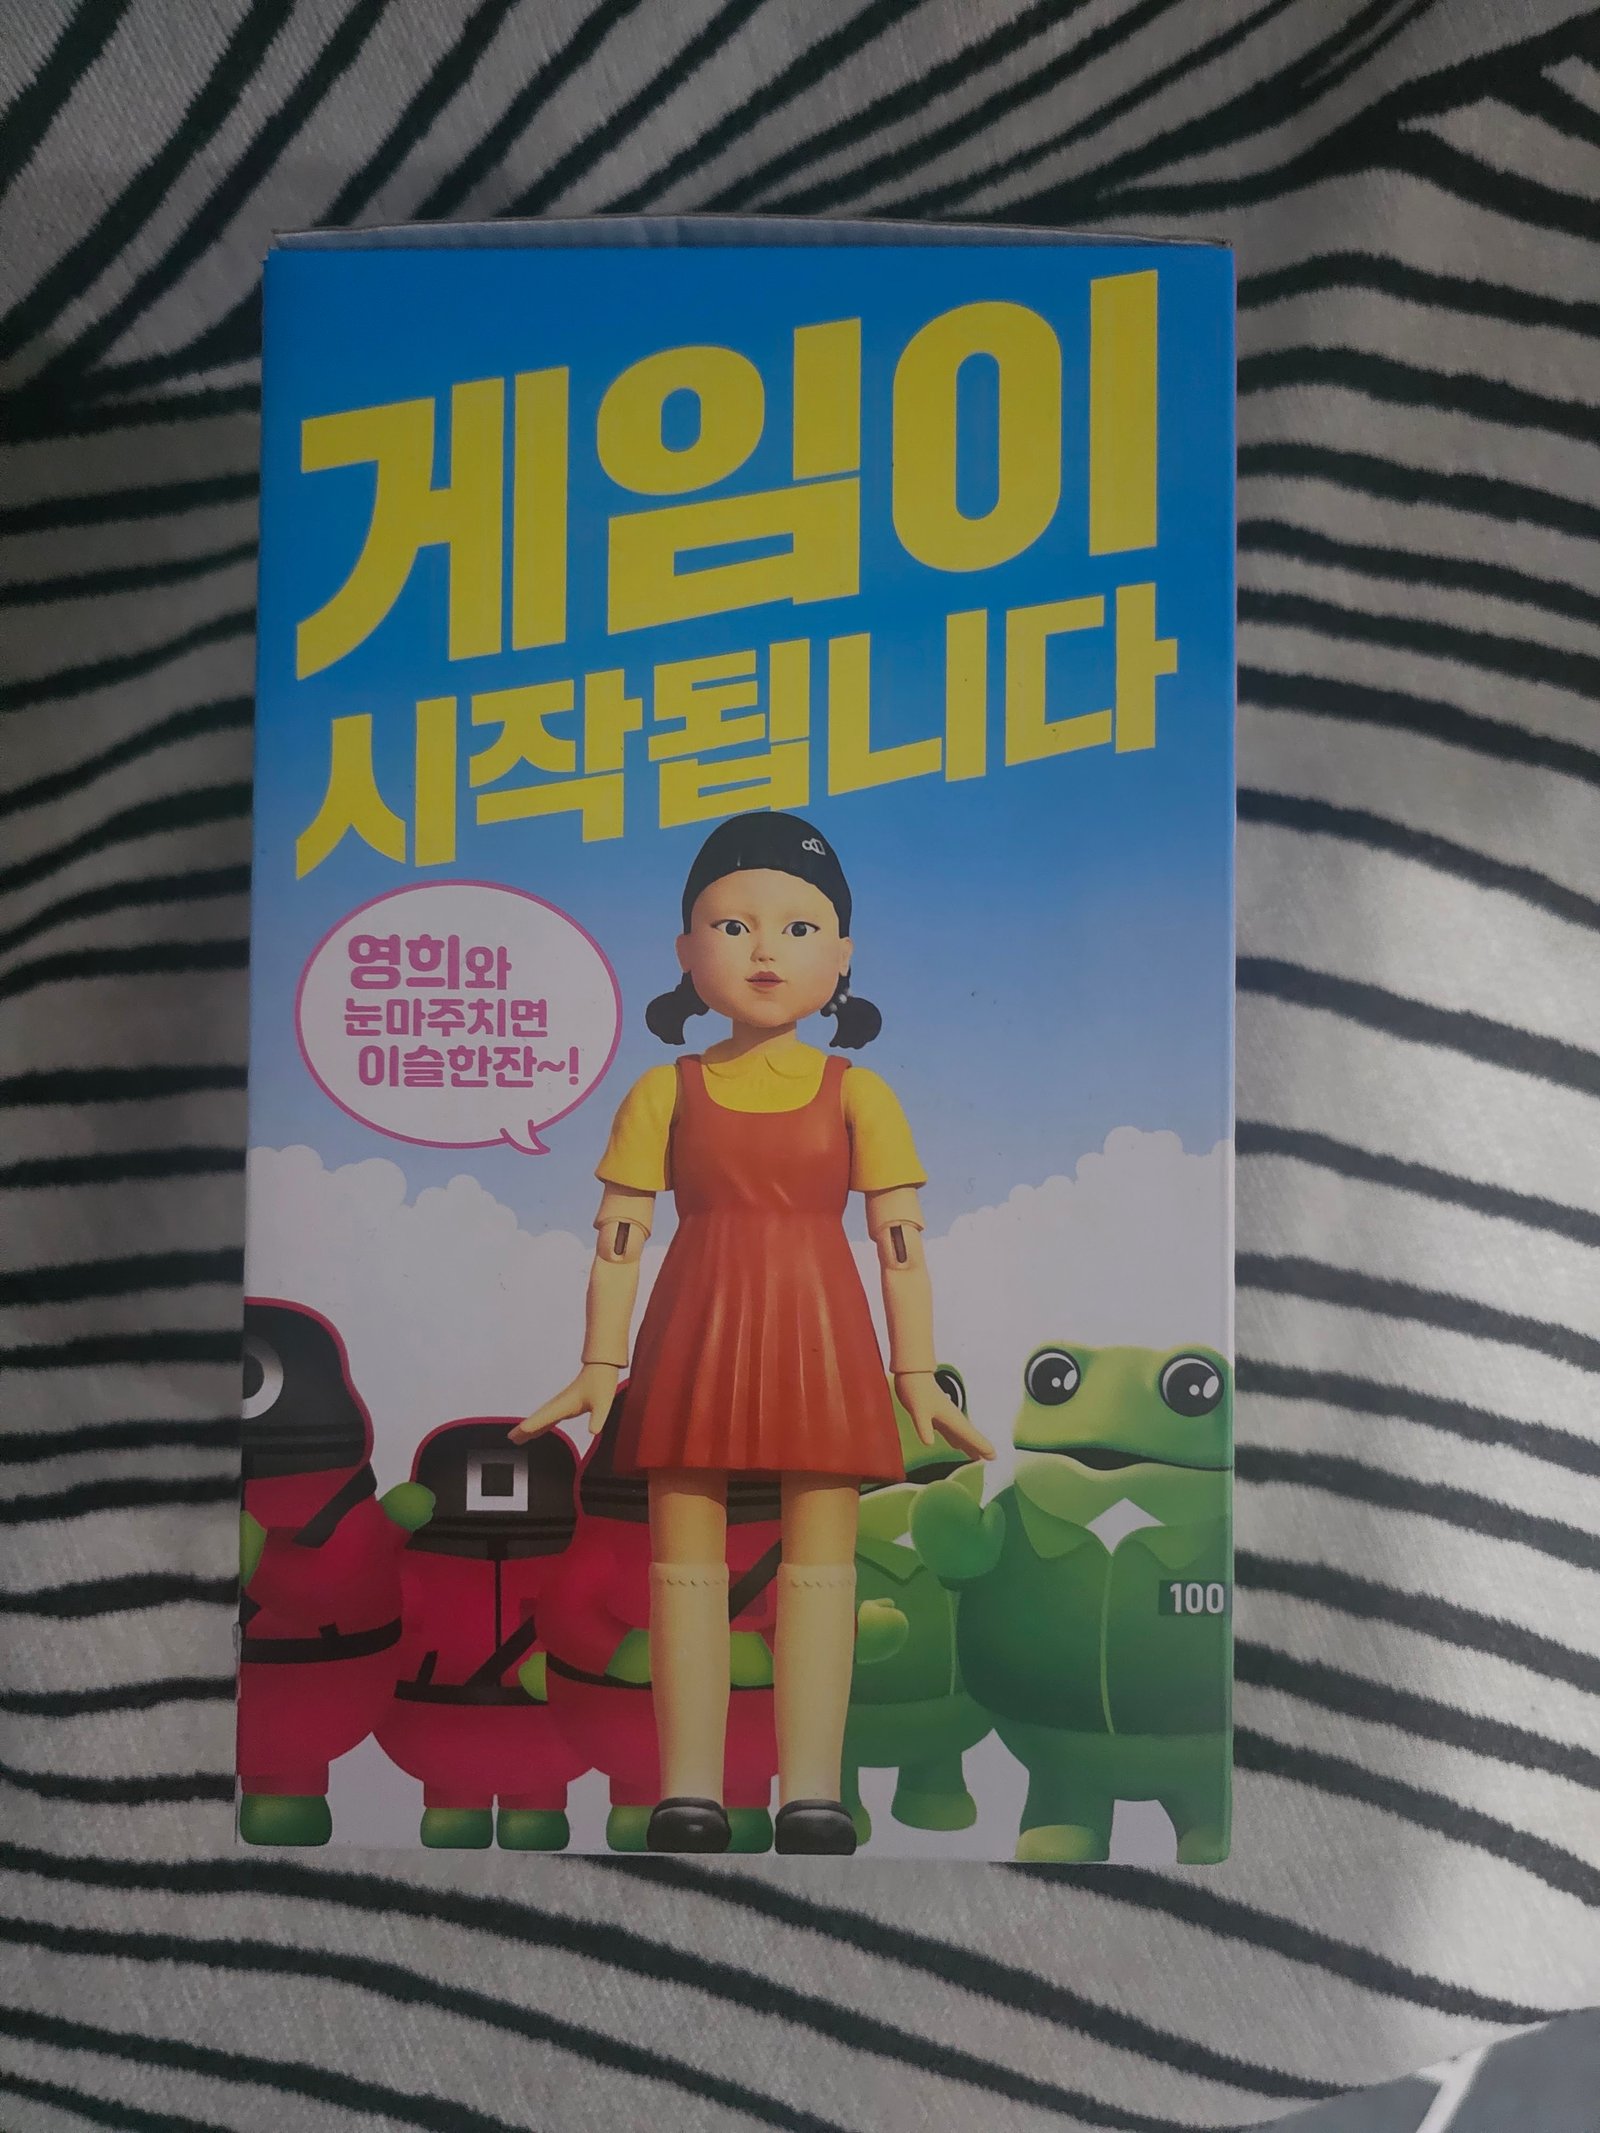 게임이
시작됩니다
영희와
눈마주치면
이슬한잔~!
100